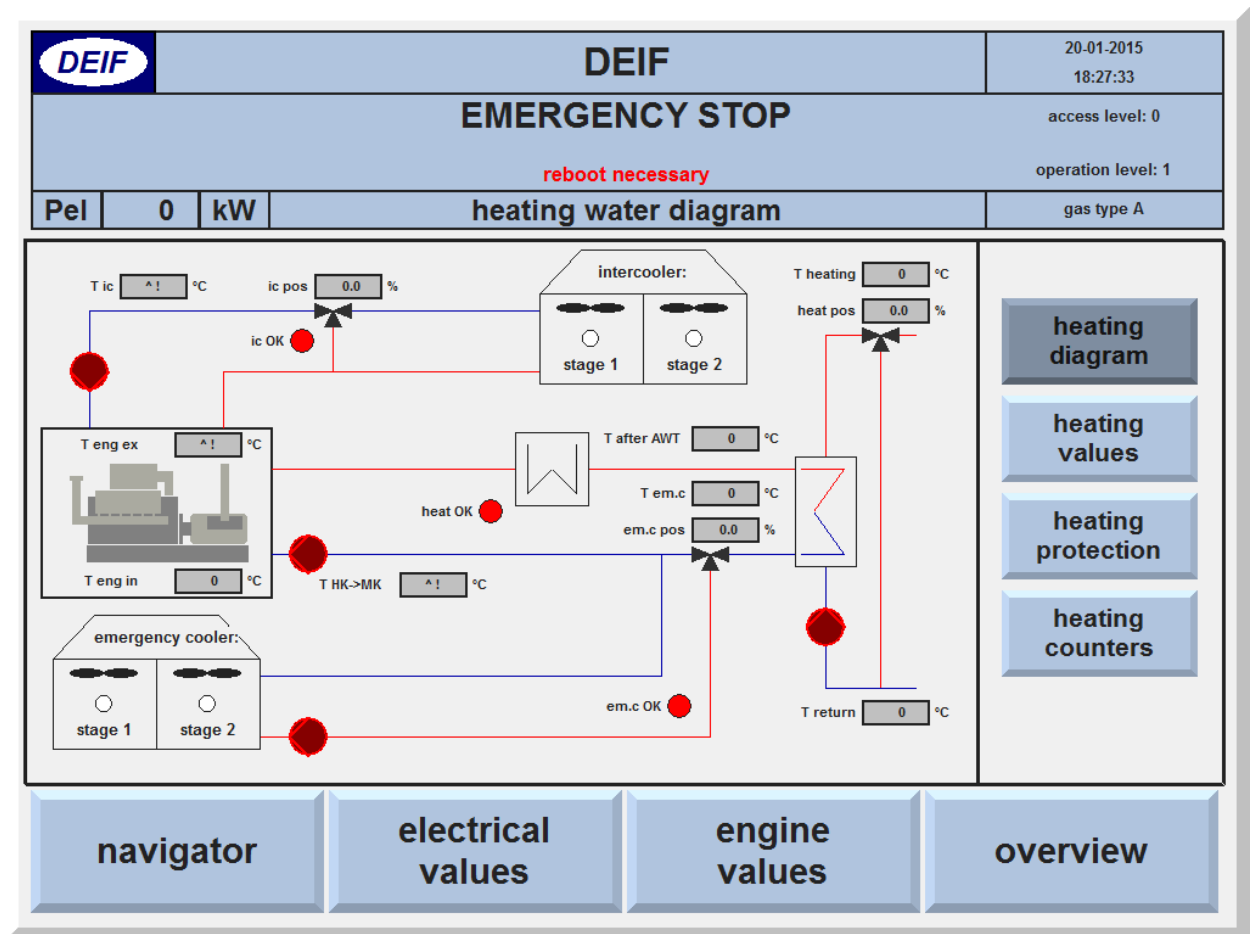 DEIF
DEIF
20-01-2015
18:27:33
EMERGENCY STOP
access level: 0
reboot necessary
operation level: 1
Pel 0 kW
heating water diagram
gas type A
T ic ^ ! °C
ic pos 0.0 %
ic OK
intercooler:
stage 1
stage 2
T heating 0 °C
heat pos 0.0 %
T eng ex ^ ! °C
T eng in 0 °C
heat OK
T after AWT 0 °C
T em.c 0 °C
em.c pos 0.0 %
T HK->MK ^ ! °C
emergency cooler:
stage 1
stage 2
em.c OK
T return 0 °C
heating
diagram
heating
values
heating
protection
heating
counters
navigator
electrical
values
engine
values
overview